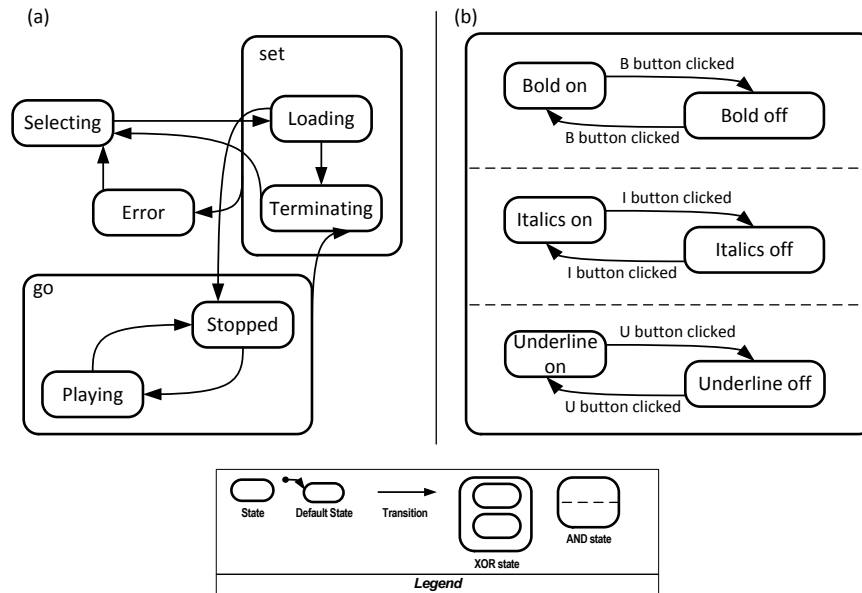 (a)
set
Selecting
Loading
Error
Terminating
go
Stopped
Playing
(b)
B button clicked
Bold on
Bold off
B button clicked
I button clicked
Italics on
Italics off
I button clicked
U button clicked
Underline
on
Underline off
U button clicked
State
Default State
Transition
XOR state
AND state
Legend